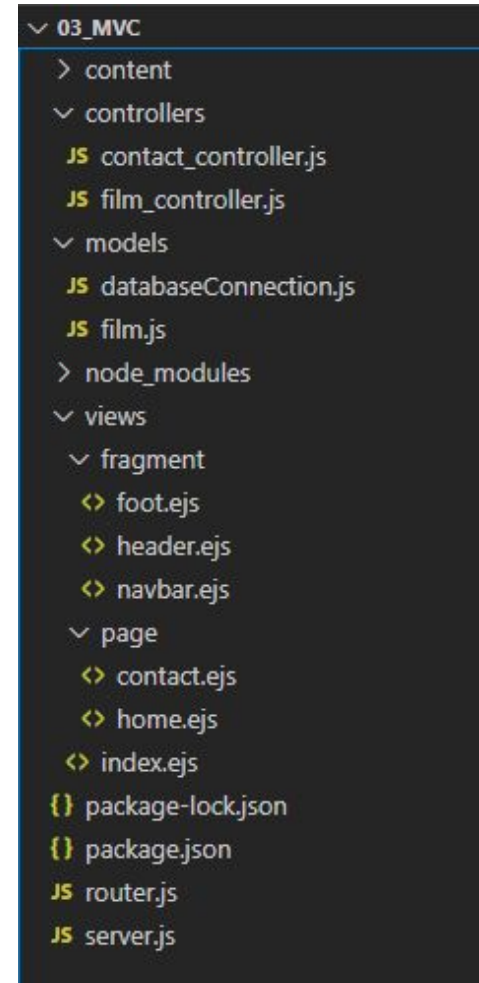 03_MVC
content
controllers
JS contact_controller.js
JS film_controller.js
models
JS databaseConnection.js
JS film.js
node_modules
views
fragment
<> foot.ejs
<> header.ejs
<> navbar.ejs
page
<> contact.ejs
<> home.ejs
<> index.ejs
{} package-lock.json
{} package.json
JS router.js
JS server.js